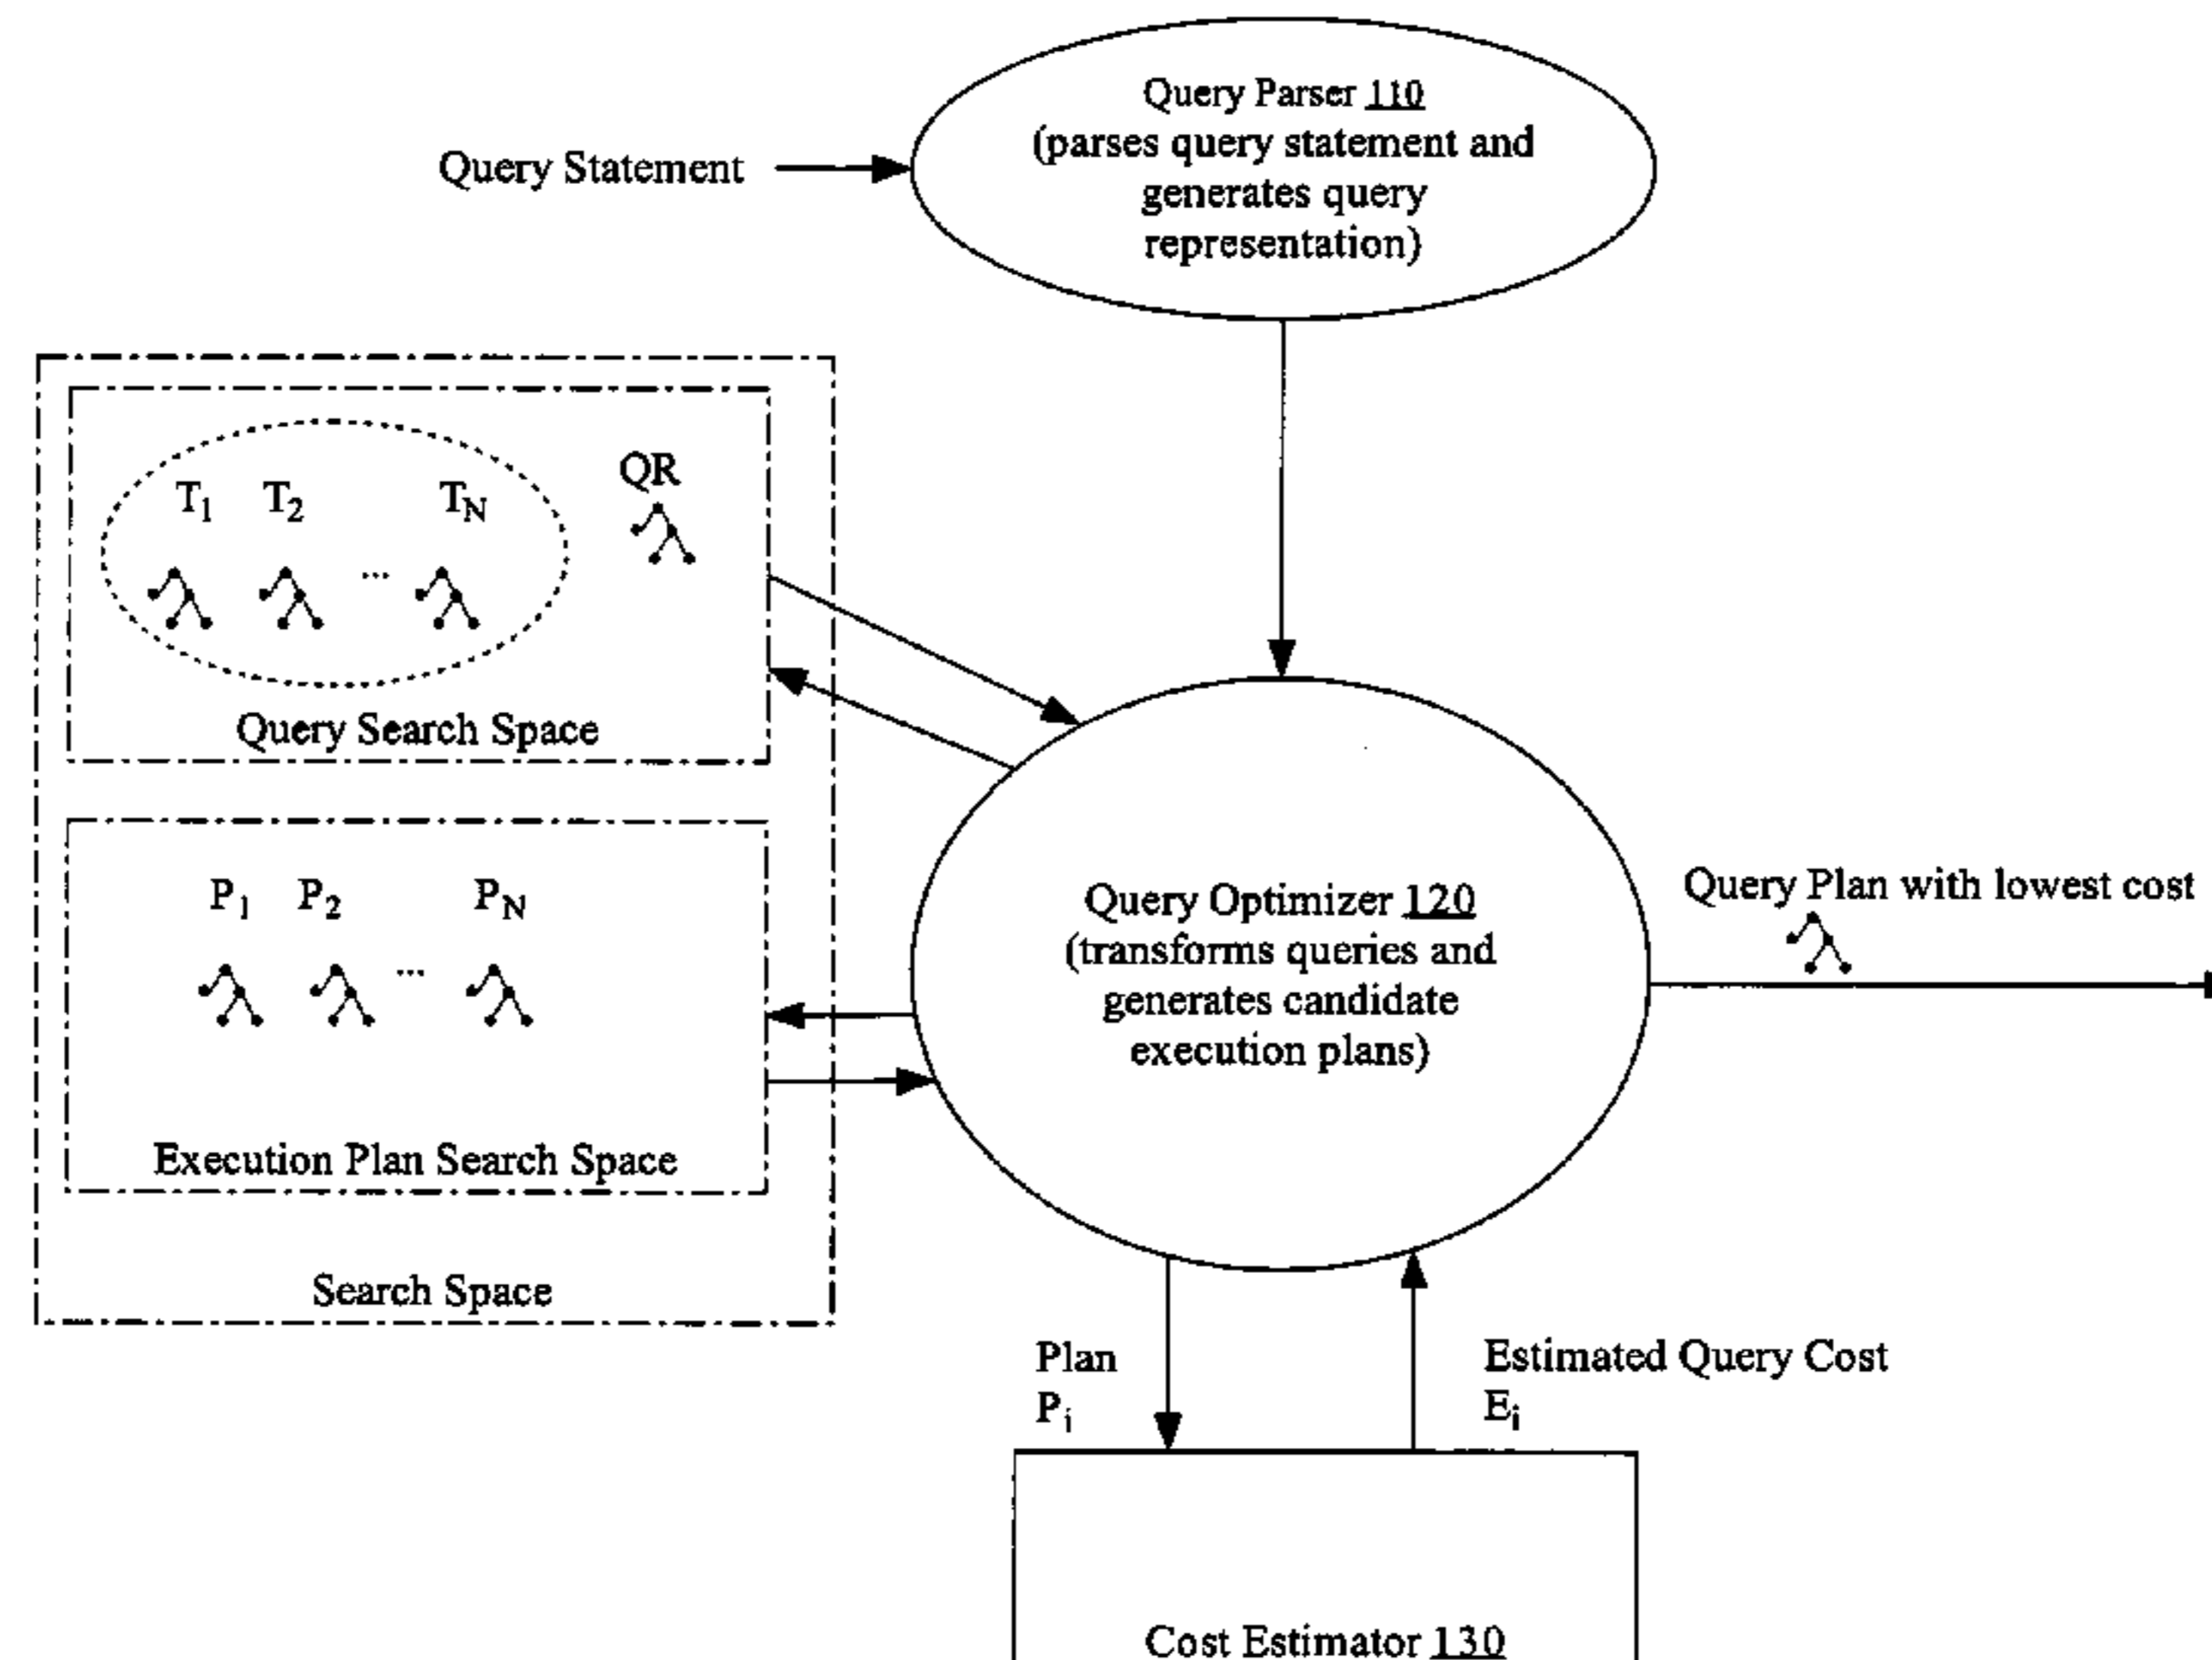 Query Parser 110
(parses query statement and
generates query
representation)
Query Statement
QR
T1 T2 ... TN
Query Search Space
P1 P2 ... PN
Execution Plan Search Space
Search Space
Query Optimizer 120
(transforms queries and
generates candidate
execution plans)
Query Plan with lowest cost
Plan
Pi
Estimated Query Cost
Ei
Cost Estimator 130